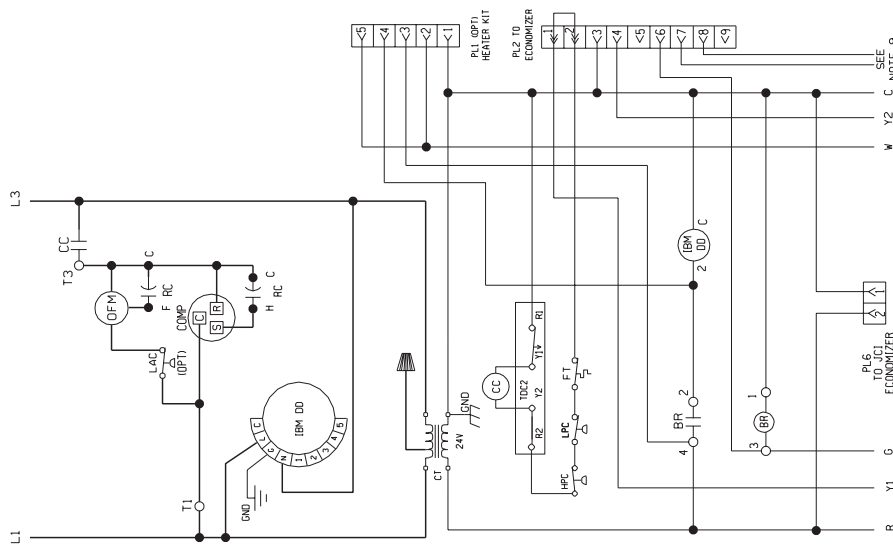 L3
L1
CC
T3
C
RC
F
OFM
COMP
C
R
S
C
RC
H
LAC
(OPT)
T1
IBM DD
C
L
G
N
1
2
3
4
5
GND
CT
24V
GND
CC
TDC2
R1
Y1
Y2
R2
FT
LPC
HPC
<5
<4
<3
<2
<1
PL1 (OPT)
HEATER KIT
PL2 TO
ECONOMIZER
1
2
<3
<4
<5
<6
<7
<8
<9
SEE
C
Y2
W
IBM
DD
C
2
BR
2
4
BR
1
3
1
2
PL6
TO JCI
ECONOMIZER
G
Y1
R